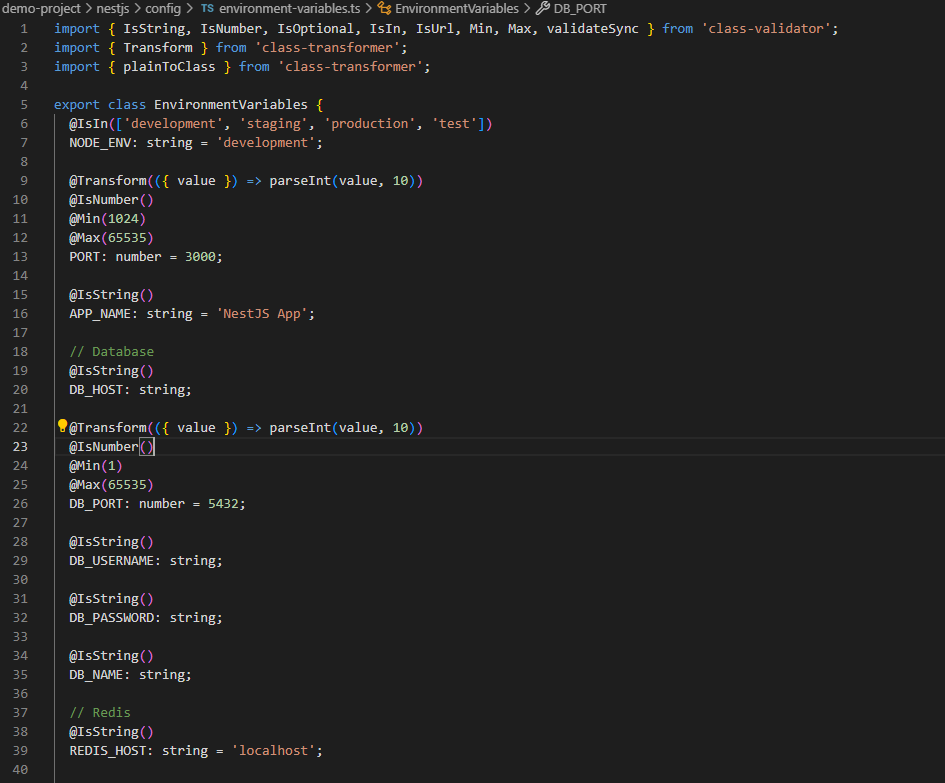 demo-project > nestjs > config > TS environment-variables.ts > EnvironmentVariables > DB_PORT
1 import { IsString, IsNumber, IsOptional, IsIn, IsUrl, Min, Max, validateSync } from 'class-validator';
2 import { Transform } from 'class-transformer';
3 import { plainToClass } from 'class-transformer';
4
5 export class EnvironmentVariables {
6 @IsIn(['development', 'staging', 'production', 'test'])
7 NODE_ENV: string = 'development';
8
9 @Transform(({ value }) => parseInt(value, 10))
10 @IsNumber()
11 @Min(1024)
12 @Max(65535)
13 PORT: number = 3000;
14
15 @IsString()
16 APP_NAME: string = 'NestJS App';
17
18 // Database
19 @IsString()
20 DB_HOST: string;
21
22 @Transform(({ value }) => parseInt(value, 10))
23 @IsNumber()
24 @Min(1)
25 @Max(65535)
26 DB_PORT: number = 5432;
27
28 @IsString()
29 DB_USERNAME: string;
30
31 @IsString()
32 DB_PASSWORD: string;
33
34 @IsString()
35 DB_NAME: string;
36
37 // Redis
38 @IsString()
39 REDIS_HOST: string = 'localhost';
40